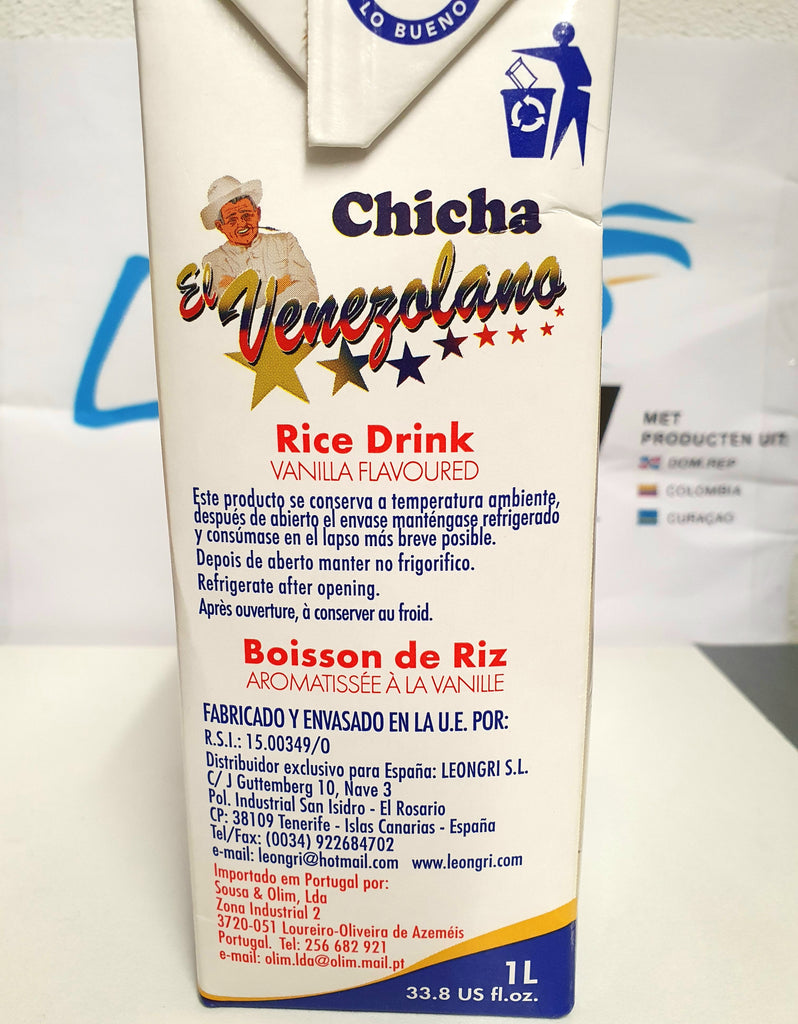 LO BUENO
Chicha
El Venezolano
Rice Drink
VANILLA FLAVOURED
Este producto se conserva a temperatura ambiente,
después de abierto el envase manténgase refrigerado
y consúmase en el lapso más breve posible.
Depois de aberto manter no frigorifico.
Refrigerate after opening.
Après ouverture, à conserver au froid.
Boisson de Riz
AROMATISSÉE À LA VANILLE
FABRICADO Y ENVASADO EN LA U.E. POR:
R.S.I.: 15.00349/0
Distribuidor exclusivo para España: LEONGRI S.L.
C/ J Guttemberg 10, Nave 3
Pol. Industrial San Isidro - El Rosario
CP: 38109 Tenerife - Islas Canarias - España
Tel/Fax: (0034) 922684702
e-mail: leongri@hotmail.com www.leongri.com
Importado em Portugal por:
Sousa & Olim, Lda
Zona Industrial 2
3720-051 Loureiro-Oliveira de Azeméis
Portugal. Tel: 256 682 921
e-mail: olim.lda@olim.mail.pt
1L
33.8 US fl.oz.
MET
PRODUCTEN UIT:
DOM.REP
COLOMBIA
CURAÇAO